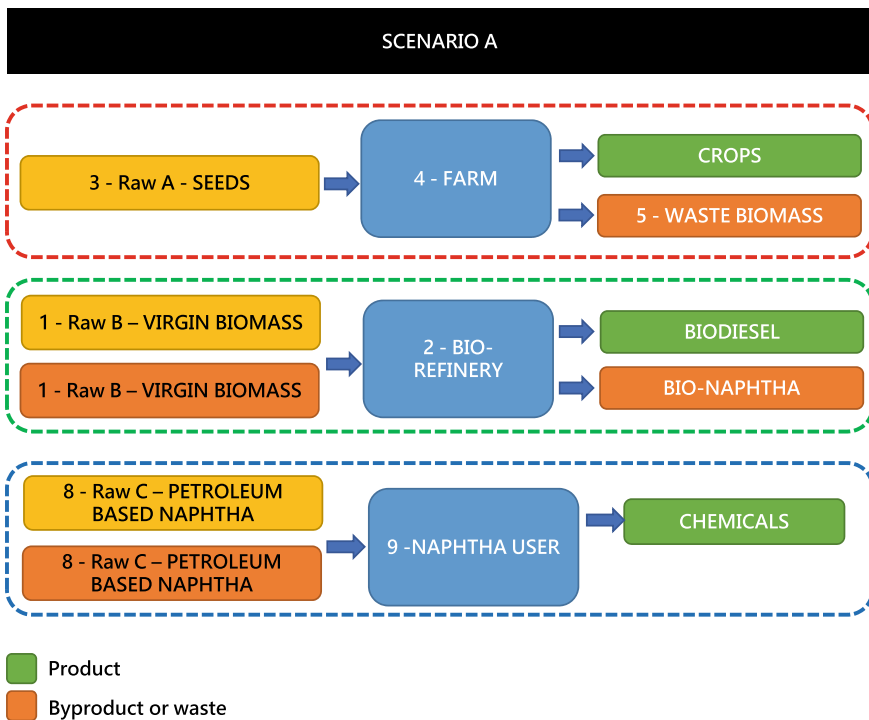 SCENARIO A
3 - Raw A - SEEDS
4 - FARM
CROPS
5 - WASTE BIOMASS
1 - Raw B – VIRGIN BIOMASS
1 - Raw B – VIRGIN BIOMASS
2 - BIO-
REFINERY
BIODIESEL
BIO-NAPHTHA
8 - Raw C – PETROLEUM
BASED NAPHTHA
8 - Raw C – PETROLEUM
BASED NAPHTHA
9 -NAPHTHA USER
CHEMICALS
Product
Byproduct or waste